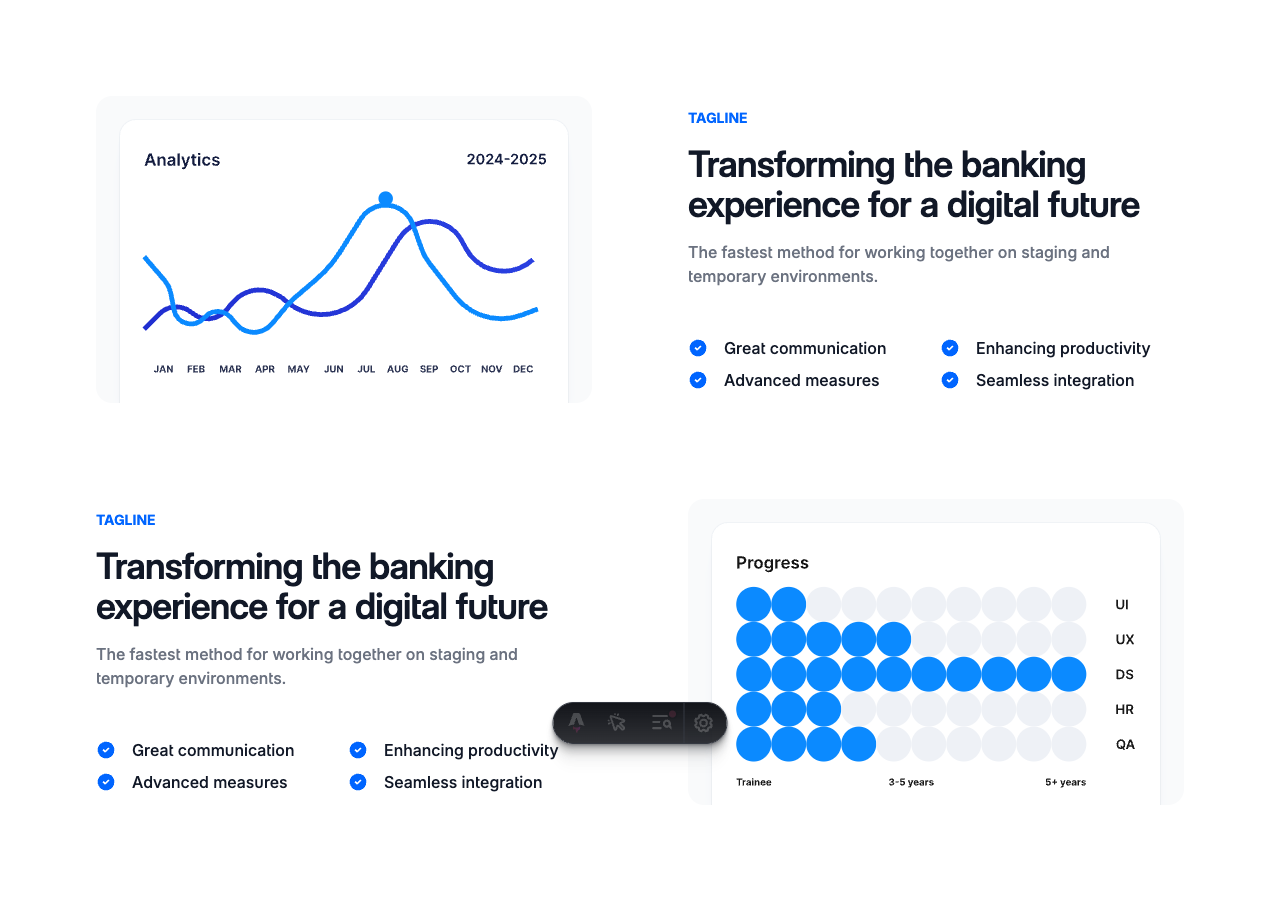 Analytics
2024-2025
JAN FEB MAR APR MAY JUN JUL AUG SEP OCT NOV DEC
TAGLINE
Transforming the banking
experience for a digital future
The fastest method for working together on staging and
temporary environments.
Great communication
Enhancing productivity
Advanced measures
Seamless integration
TAGLINE
Transforming the banking
experience for a digital future
The fastest method for working together on staging and
temporary environments.
Great communication
Enhancing productivity
Advanced measures
Seamless integration
Progress
UI
UX
DS
HR
QA
Trainee
3-5 years
5+ years